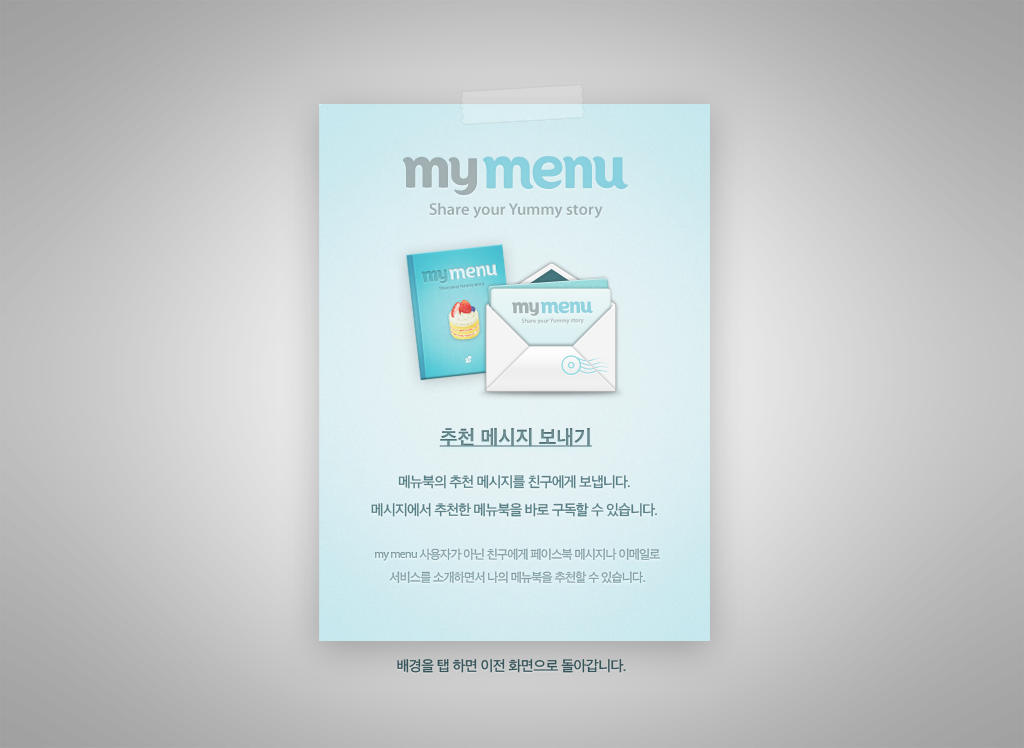 my menu
Share your Yummy story
my menu
Share your Yummy story
my menu
Share your Yummy story
추천 메시지 보내기
메뉴북의 추천 메시지를 친구에게 보냅니다.
메시지에서 추천한 메뉴북을 바로 구독할 수 있습니다.
my menu 사용자가 아닌 친구에게 페이스북 메시지나 이메일로
서비스를 소개하면서 나의 메뉴북을 추천할 수 있습니다.
배경을 탭 하면 이전 화면으로 돌아갑니다.